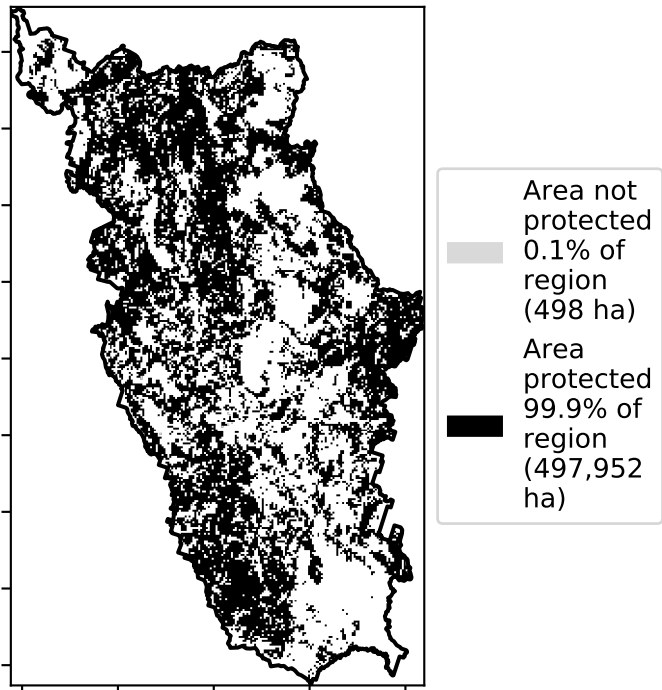 Area not
protected
0.1% of
region
(498 ha)
Area
protected
99.9% of
region
(497,952
ha)